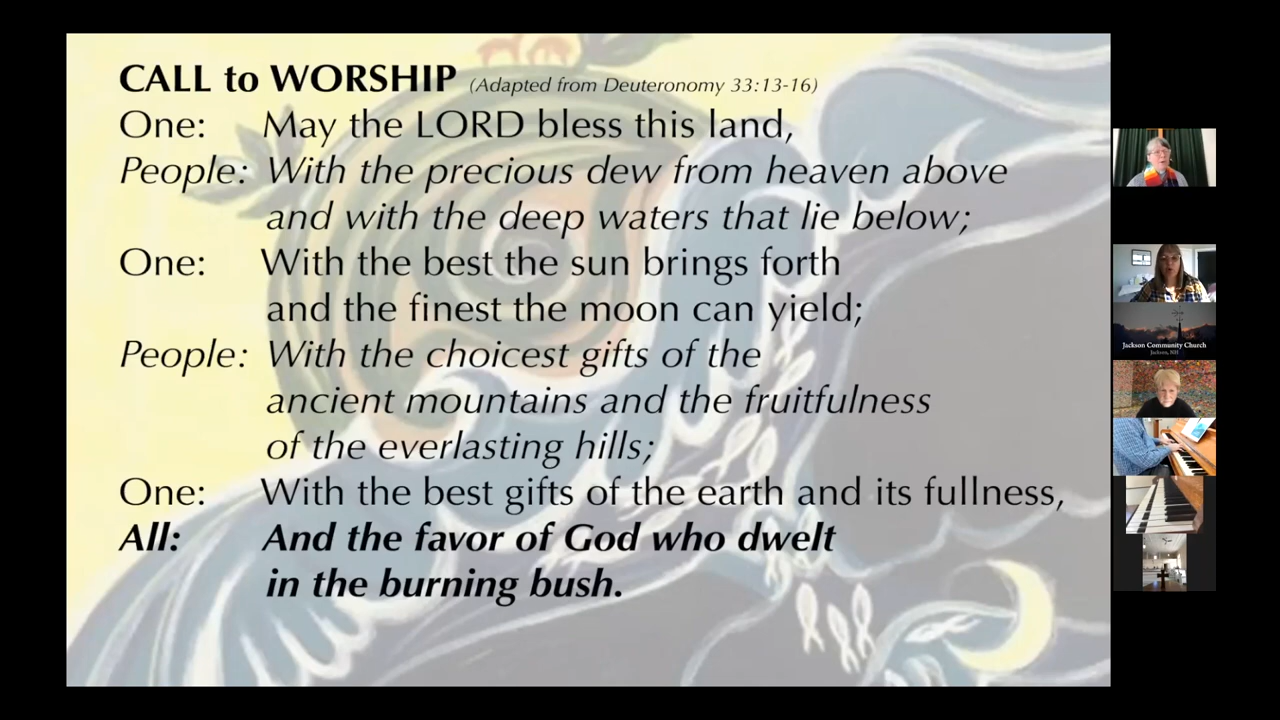 CALL to WORSHIP (Adapted from Deuteronomy 33:13-16)
One: May the LORD bless this land,
People: With the precious dew from heaven above
and with the deep waters that lie below;
One: With the best the sun brings forth
and the finest the moon can yield;
People: With the choicest gifts of the
ancient mountains and the fruitfulness
of the everlasting hills;
One: With the best gifts of the earth and its fullness,
All: And the favor of God who dwelt
in the burning bush.
Jackson Community Church
Jackson, NH